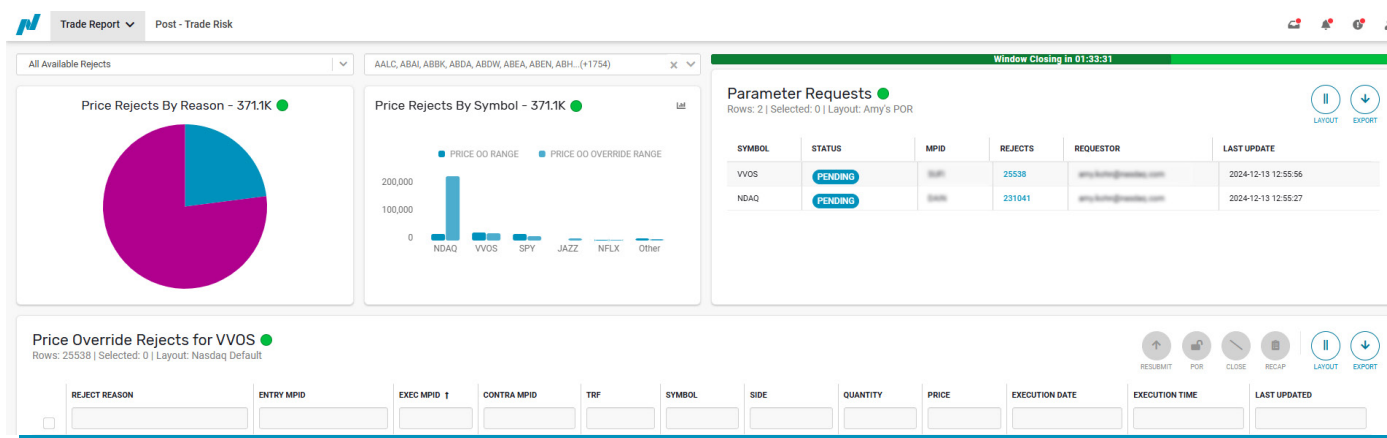 Trade Report
Post - Trade Risk
All Available Rejects
AALC, ABAI, ABBK, ABDA, ABDW, ABEA, ABEN, ABH...(+1754)
Window Closing in 01:33:31
Price Rejects By Reason - 371.1K
Price Rejects By Symbol - 371.1K
PRICE OO RANGE
PRICE OO OVERRIDE RANGE
200,000
100,000
0
NDAQ VVOS SPY JAZZ NFLX Other
Parameter Requests
Rows: 2 | Selected: 0 | Layout: Amy's POR
LAYOUT EXPORT
SYMBOL STATUS MPID REJECTS REQUESTOR LAST UPDATE
VVOS PENDING 25538 2024-12-13 12:55:56
NDAQ PENDING 231041 2024-12-13 12:55:27
Price Override Rejects for VVOS
Rows: 25538 | Selected: 0 | Layout: Nasdaq Default
RESUBMIT POR CLOSE RECAP LAYOUT EXPORT
REJECT REASON ENTRY MPID EXEC MPID CONTRA MPID TRF SYMBOL SIDE QUANTITY PRICE EXECUTION DATE EXECUTION TIME LAST UPDATED